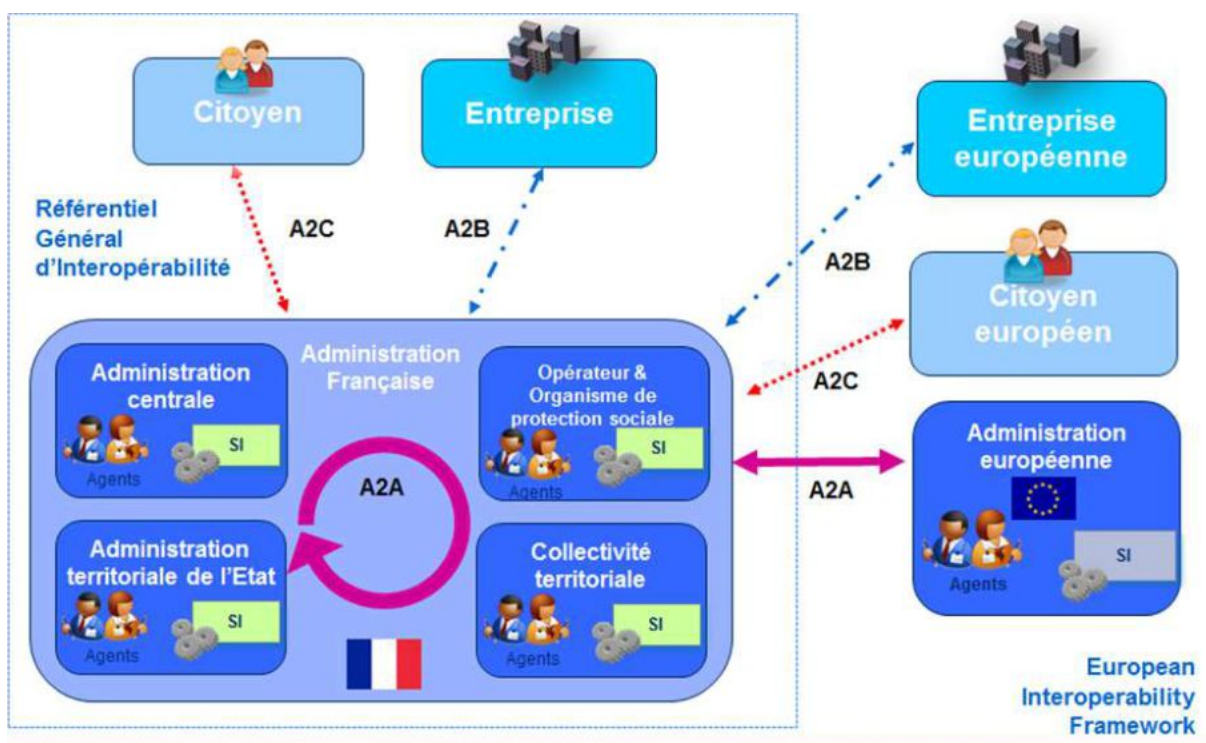 Citoyen
Entreprise
Référentiel
Général
d'Interopérabilité
A2C
A2B
Administration
Française
Administration
centrale
SI
Agents
Opérateur &
Organisme de
protection sociale
SI
Agents
A2A
Administration
territoriale de l'Etat
SI
Agents
Collectivité
territoriale
SI
Agents
Entreprise
européenne
A2B
Citoyen
européen
A2C
Administration
européenne
SI
Agents
A2A
European
Interoperability
Framework